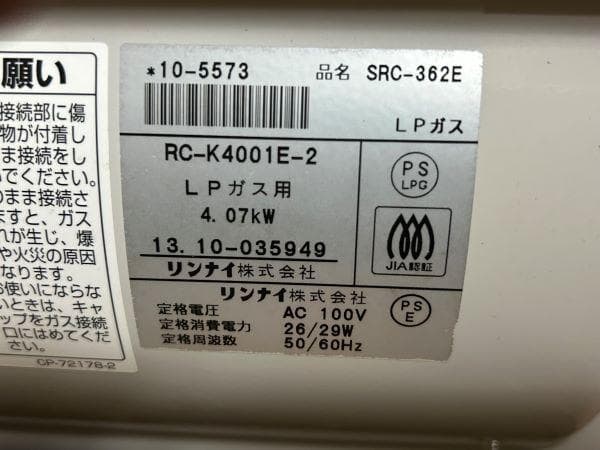 願い
接続部に傷
物が付着し
ま接続をし
いでください。
のまま接続さ
ますと、ガス
れが生じ、爆
や火災の原因
なります。
お使いにならな
いときは、キャ
ップをガス接続
口にはめてくだ
さい。
CP-72178-2
*10-5573 品名 SRC-362E
LPガス
RC-K4001E-2
LPガス用
4.07kW
13.10-035949
リンナイ株式会社
PS
LPG
JIA認証
リンナイ株式会社
定格電圧 AC 100V
定格消費電力 26/29W
定格周波数 50/60Hz
PS
E